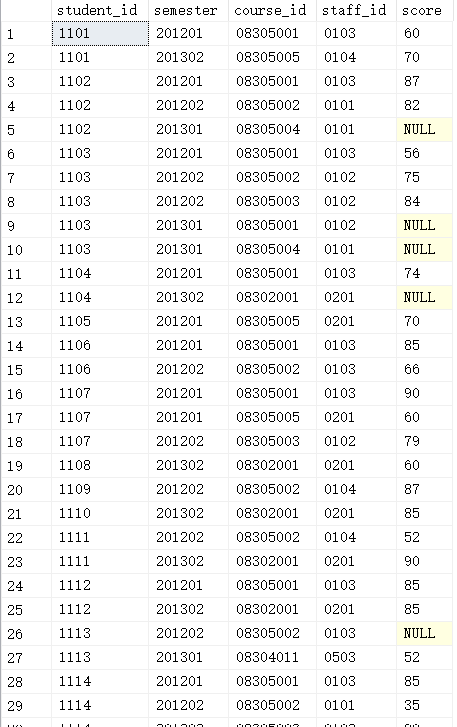 student_id semester course_id staff_id score
1 1101 201201 08305001 0103 60
2 1101 201302 08305005 0104 70
3 1102 201201 08305001 0103 87
4 1102 201202 08305002 0101 82
5 1102 201301 08305004 0101 NULL
6 1103 201201 08305001 0103 56
7 1103 201202 08305002 0102 75
8 1103 201202 08305003 0102 84
9 1103 201301 08305001 0102 NULL
10 1103 201301 08305004 0101 NULL
11 1104 201201 08305001 0103 74
12 1104 201302 08302001 0201 NULL
13 1105 201201 08305005 0201 70
14 1106 201201 08305001 0103 85
15 1106 201202 08305002 0103 66
16 1107 201201 08305001 0103 90
17 1107 201201 08305005 0201 60
18 1107 201202 08305003 0102 79
19 1108 201302 08302001 0201 60
20 1109 201202 08305002 0104 87
21 1110 201302 08302001 0201 85
22 1111 201202 08305002 0104 52
23 1111 201302 08302001 0201 90
24 1112 201201 08305001 0103 85
25 1112 201302 08302001 0201 85
26 1113 201202 08305002 0103 NULL
27 1113 201301 08304011 0503 52
28 1114 201201 08305001 0103 85
29 1114 201202 08305002 0101 35